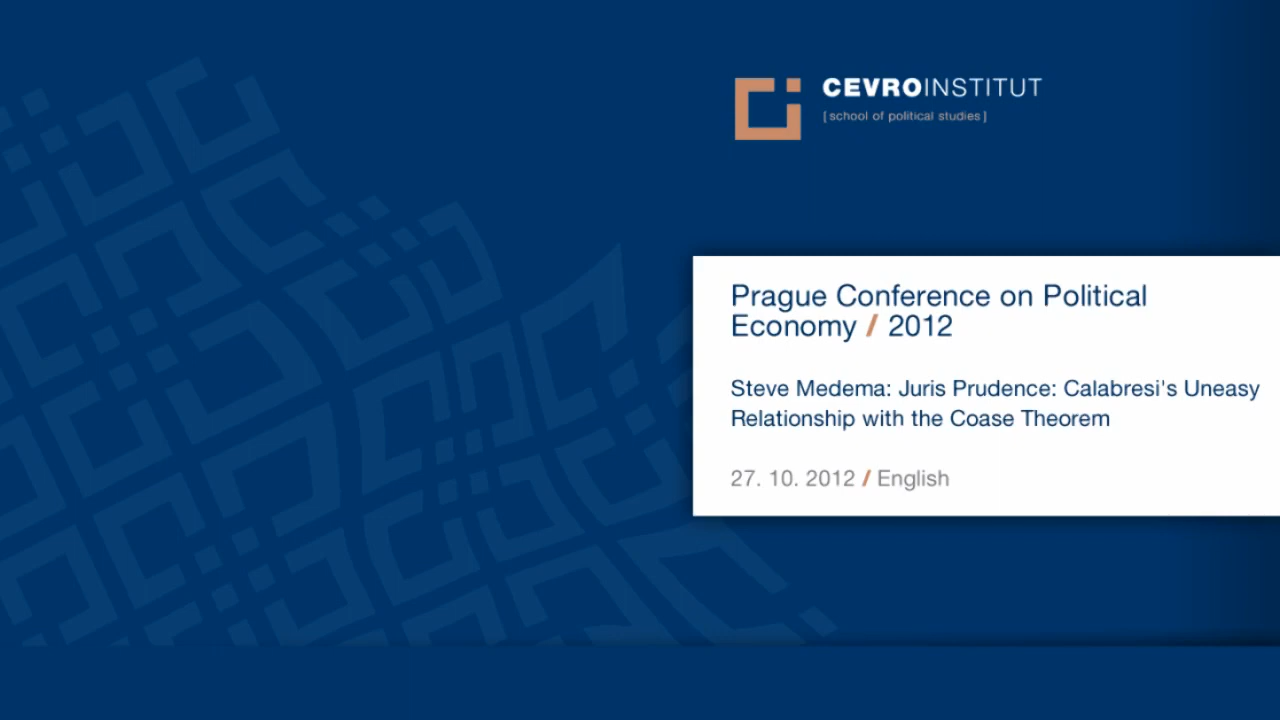 CEVROINSTITUT
[ school of political studies ]
Prague Conference on Political
Economy / 2012
Steve Medema: Juris Prudence: Calabresi's Uneasy
Relationship with the Coase Theorem
27. 10. 2012 / English